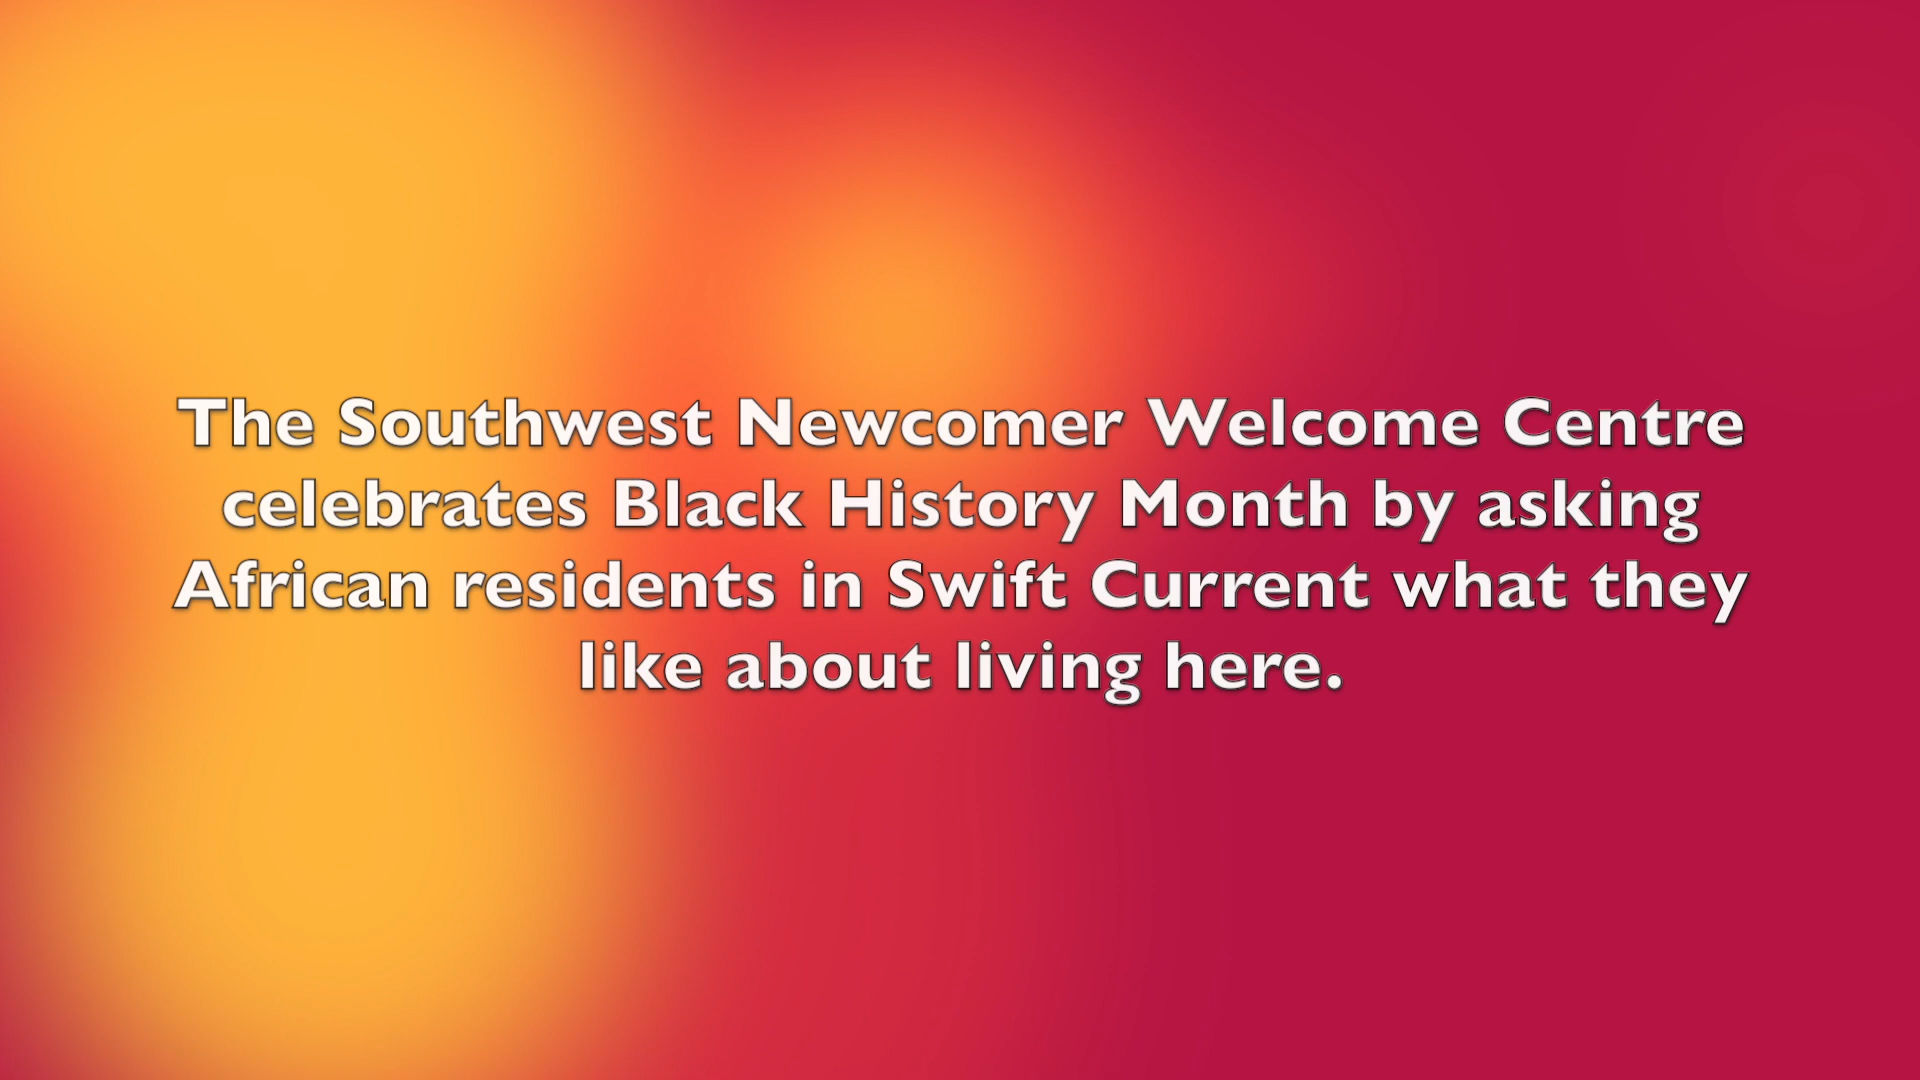 The Southwest Newcomer Welcome Centre
celebrates Black History Month by asking
African residents in Swift Current what they
like about living here.